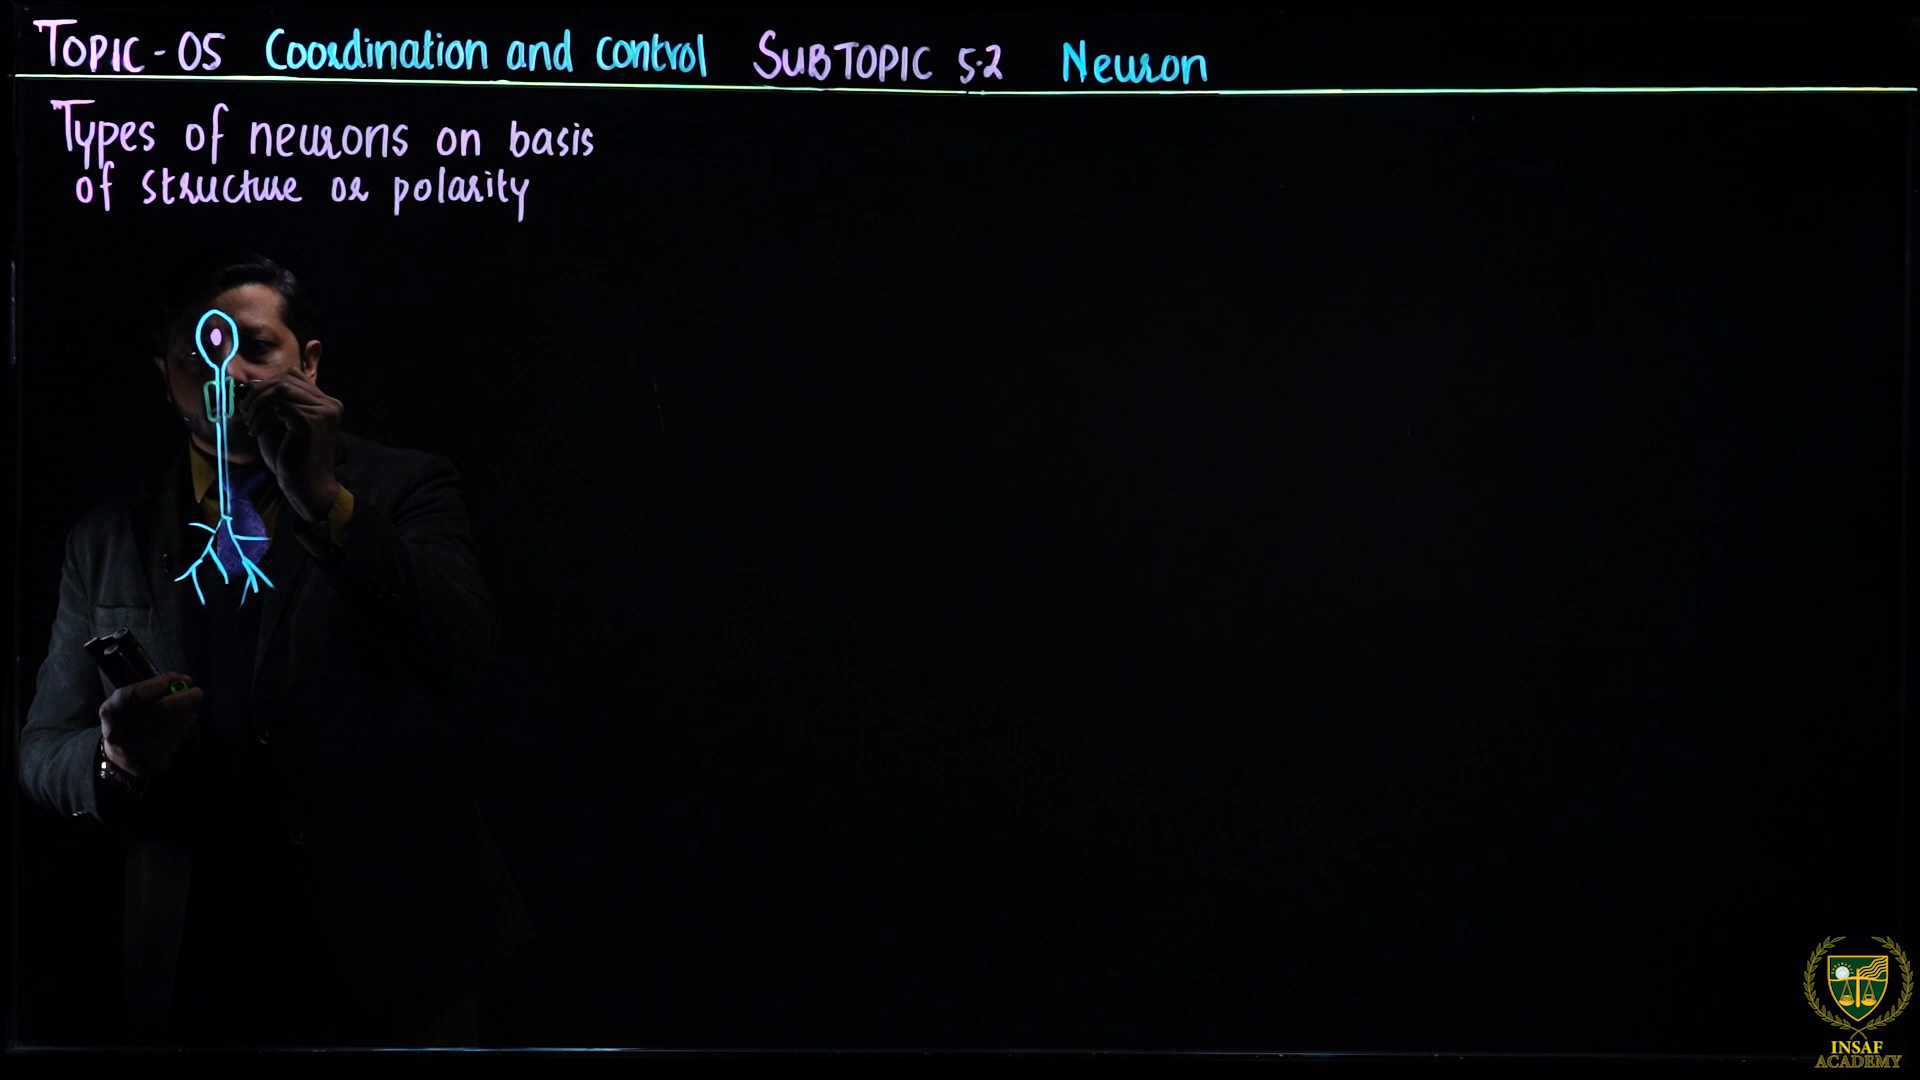 TOPIC - 05 Coordination and control SUBTOPIC 5.2 Neuron
Types of neurons on basis
of structure or polarity
INSAF
ACADEMY